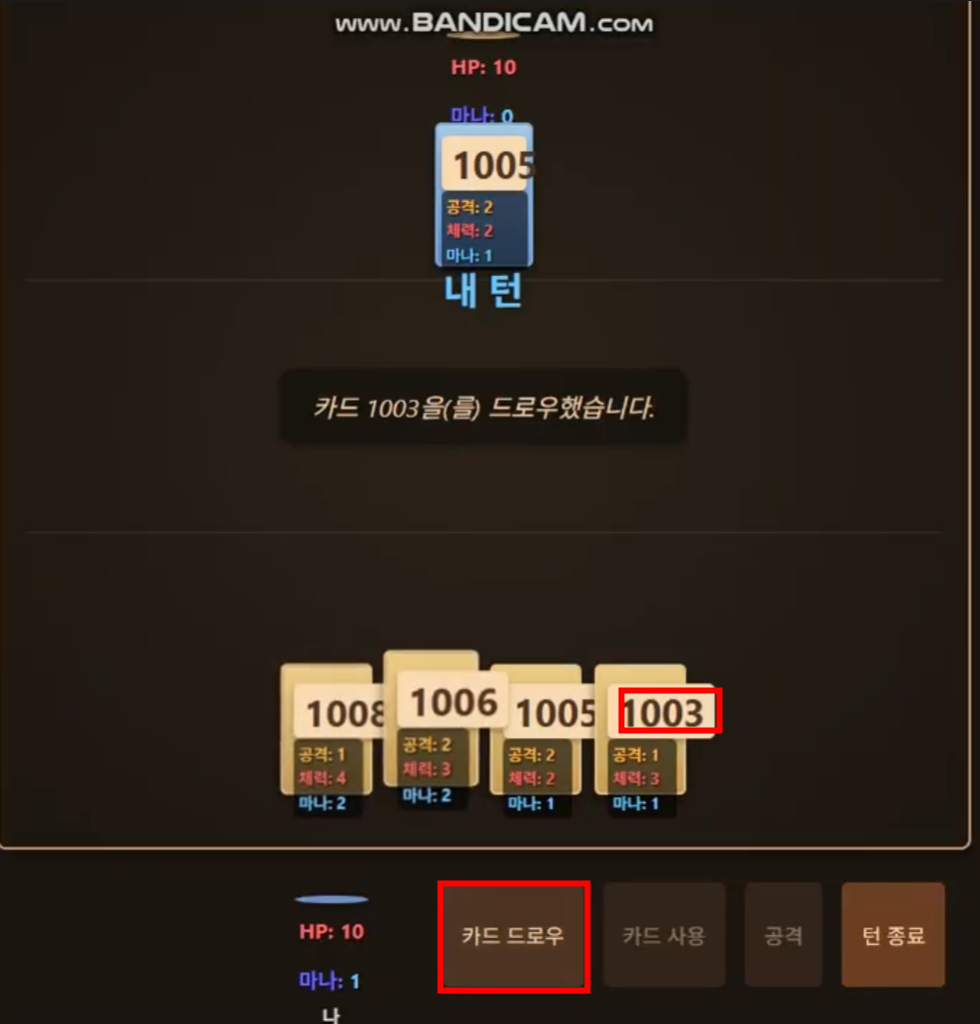 www.BANDICAM.com
HP: 10
마나: 0
1005
공격: 2
체력: 2
마나: 1
내 턴
카드 1003을(를) 드로우했습니다.
1008
공격: 1
체력: 4
마나: 2
1006
공격: 2
체력: 3
마나: 2
1005
공격: 2
체력: 2
마나: 1
1003
공격: 1
체력: 3
마나: 1
HP: 10
마나: 1
나
카드 드로우
카드 사용
공격
턴 종료